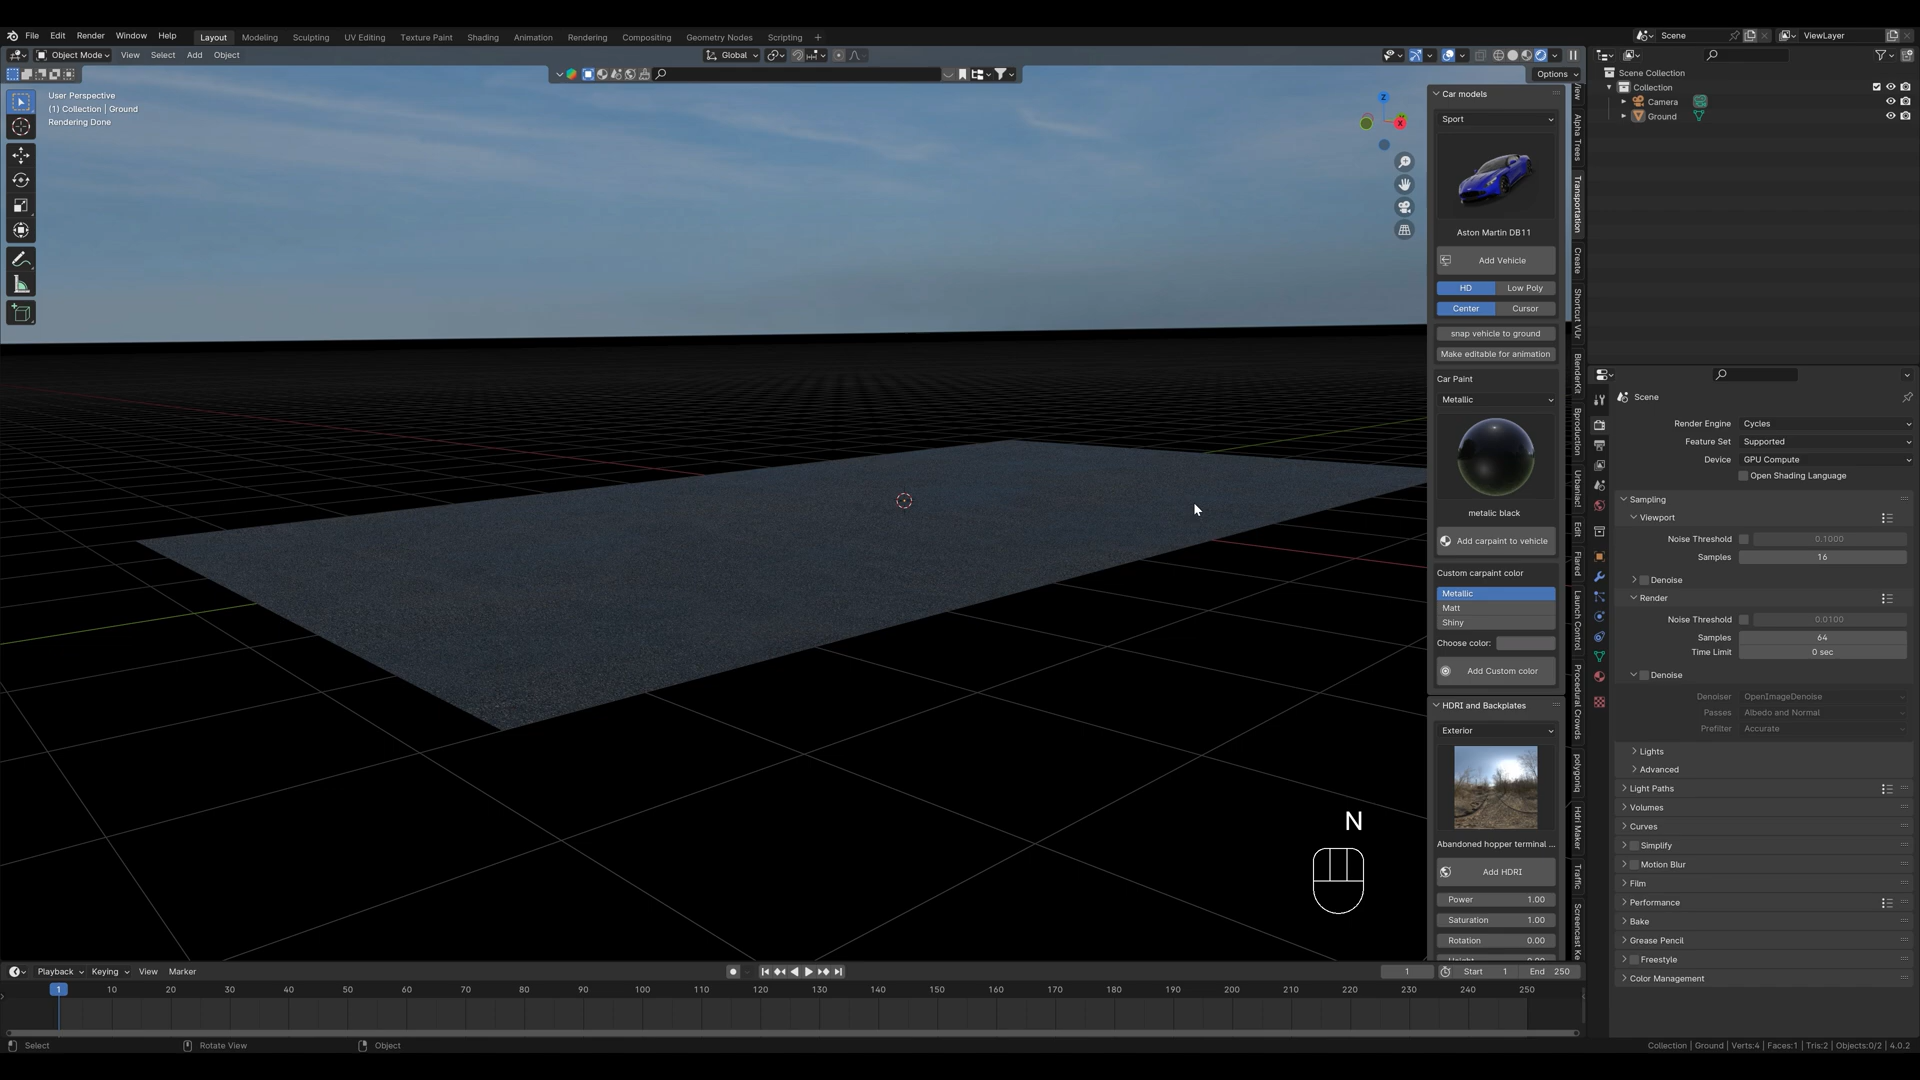 File Edit Render Window Help Layout Modeling Sculpting UV Editing Texture Paint Shading Animation Rendering Compositing Geometry Nodes Scripting + Scene ViewLayer
Object Mode View Select Add Object Global
Options
User Perspective
(1) Collection | Ground
Rendering Done
Z
X
Car models
Sport
Aston Martin DB11
Add Vehicle
HD Low Poly
Center Cursor
snap vehicle to ground
Make editable for animation
Car Paint
Metallic
metalic black
Add carpaint to vehicle
Custom carpaint color
Metallic
Matt
Shiny
Choose color:
Add Custom color
HDRI and Backplates
Exterior
Abandoned hopper terminal ...
Add HDRI
Power 1.00
Saturation 1.00
Rotation 0.00
View
Alpha Trees
Transportation
Create
Shortcut VUr
BlenderKit
Bproduction
Urbaniac!
Edit
Flared
Launch Control
Procedural Crowds
polygoniq
Hdri Maker
Traffic
Screencast Ke
Scene Collection
Collection
Camera
Ground
Scene
Render Engine Cycles
Feature Set Supported
Device GPU Compute
Open Shading Language
Sampling
Viewport
Noise Threshold 0.1000
Samples 16
Denoise
Render
Noise Threshold 0.0100
Samples 64
Time Limit 0 sec
Denoise
Denoiser OpenImageDenoise
Passes Albedo and Normal
Prefilter Accurate
Lights
Advanced
Light Paths
Volumes
Curves
Simplify
Motion Blur
Film
Performance
Bake
Grease Pencil
Freestyle
Color Management
N
Playback Keying View Marker 1 Start 1 End 250
1 10 20 30 40 50 60 70 80 90 100 110 120 130 140 150 160 170 180 190 200 210 220 230 240 250
Select Rotate View Object Collection | Ground | Verts:4 | Faces:1 | Tris:2 | Objects:0/2 | 4.0.2